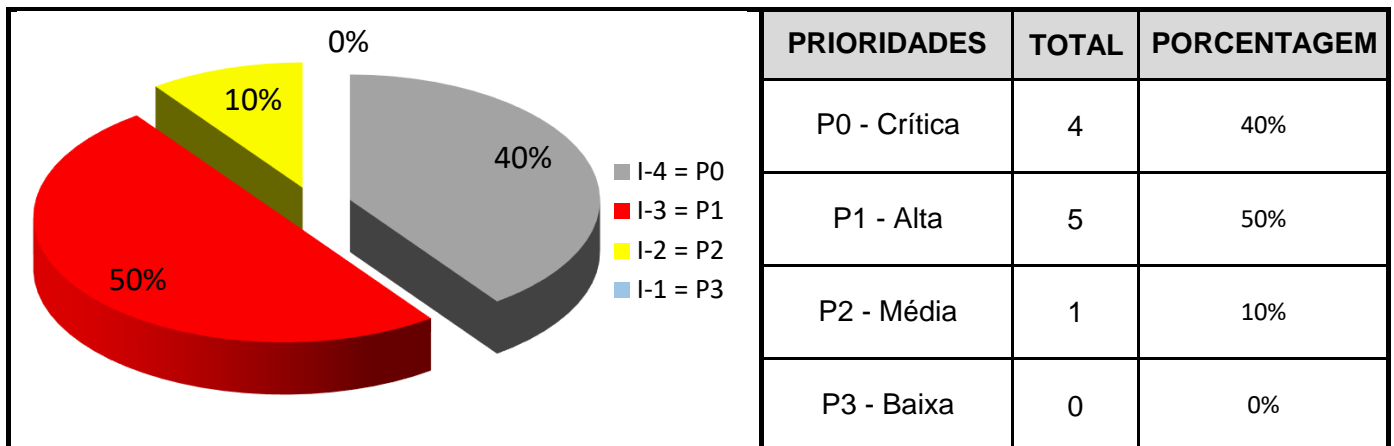 0%
10%
40%
50%
I-4 = P0
I-3 = P1
I-2 = P2
I-1 = P3
PRIORIDADES TOTAL PORCENTAGEM
P0 - Crítica 4 40%
P1 - Alta 5 50%
P2 - Média 1 10%
P3 - Baixa 0 0%